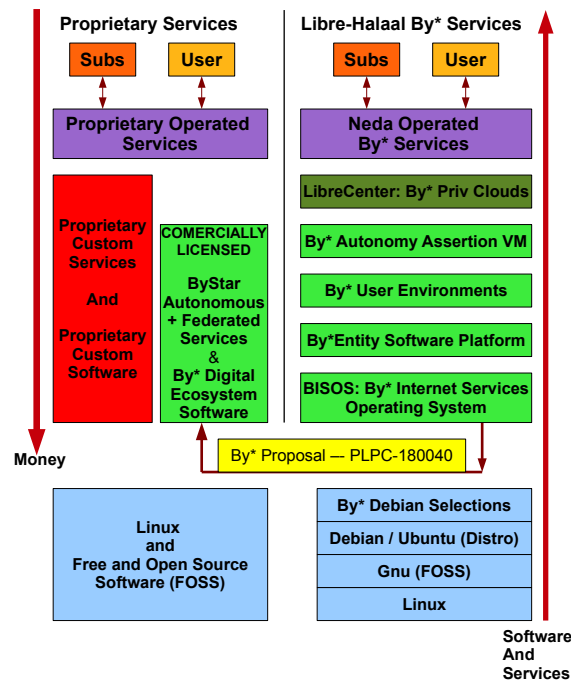 Proprietary Services
Subs
User
Proprietary Operated
Services
Proprietary
Custom
Services
And
Proprietary
Custom
Software
COMERCIALLY
LICENSED
ByStar
Autonomous
+ Federated
Services
&
By* Digital
Ecosystem
Software
Money
Linux
and
Free and Open Source
Software (FOSS)
Libre-Halaal By* Services
Subs
User
Neda Operated
By* Services
LibreCenter: By* Priv Clouds
By* Autonomy Assertion VM
By* User Environments
By*Entity Software Platform
BISOS: By* Internet Services
Operating System
By* Proposal –- PLPC-180040
By* Debian Selections
Debian / Ubuntu (Distro)
Gnu (FOSS)
Linux
Software
And
Services